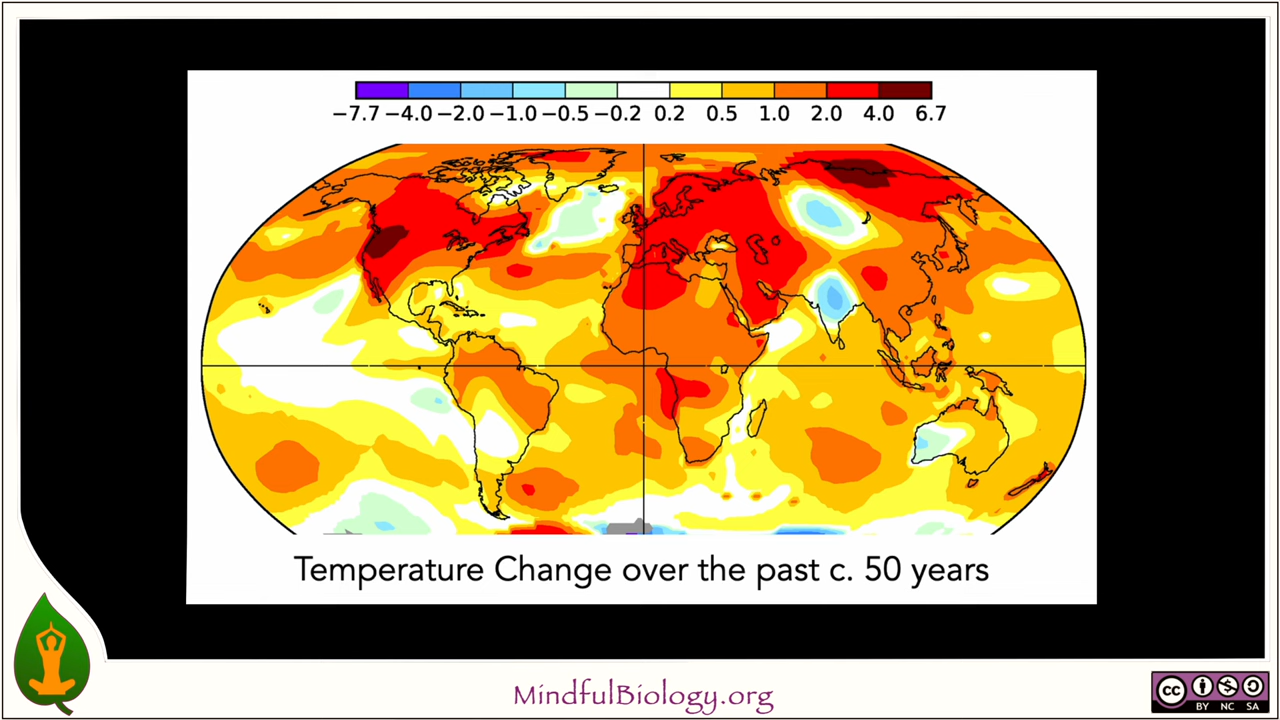 −7.7 −4.0 −2.0 −1.0 −0.5 −0.2 0.2 0.5 1.0 2.0 4.0 6.7
Temperature Change over the past c. 50 years
MindfulBiology.org
cc
BY NC SA